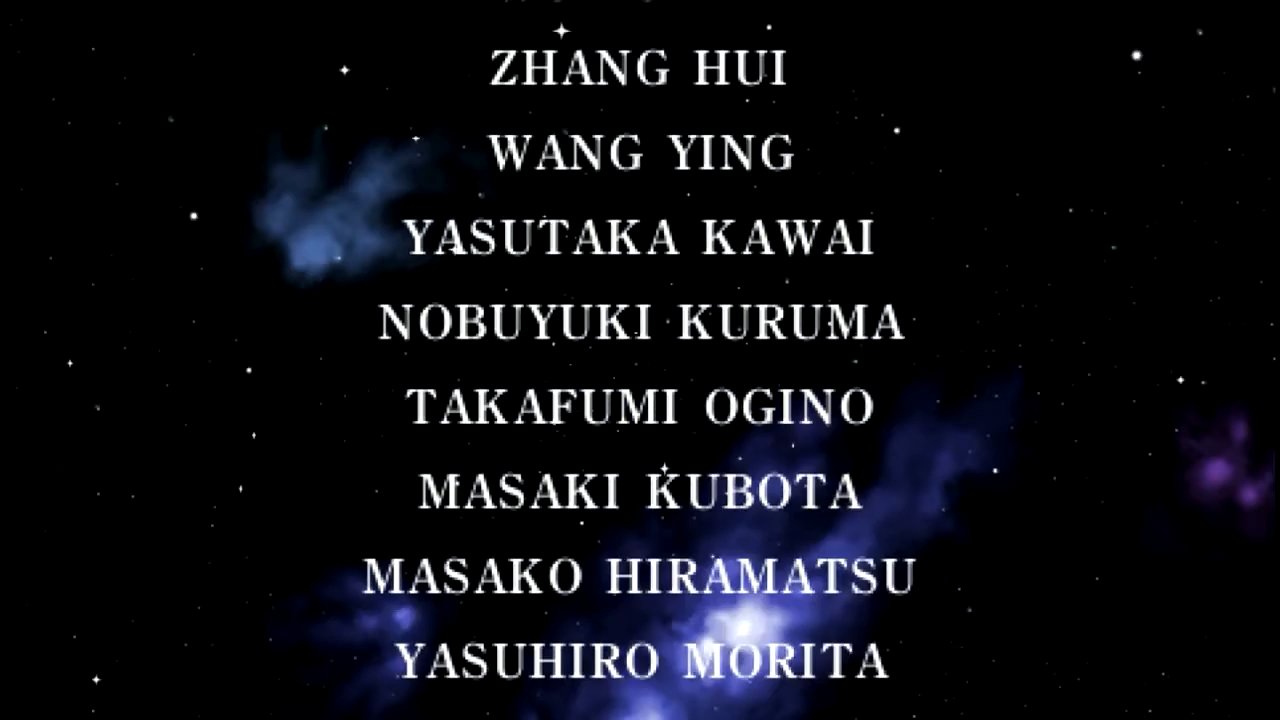 ZHANG HUI
WANG YING
YASUTAKA KAWAI
NOBUYUKI KURUMA
TAKAFUMI OGINO
MASAKI KUBOTA
MASAKO HIRAMATSU
YASUHIRO MORITA